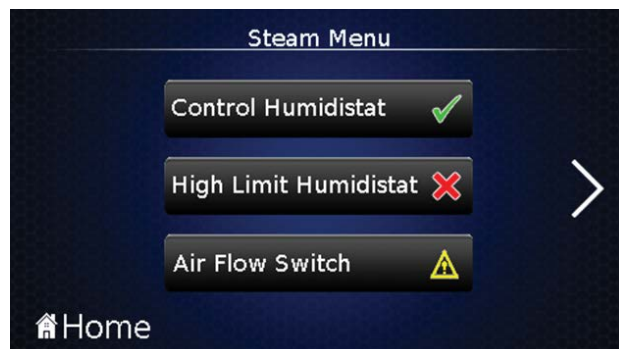 Steam Menu
Control Humidistat
High Limit Humidistat
Air Flow Switch
Home